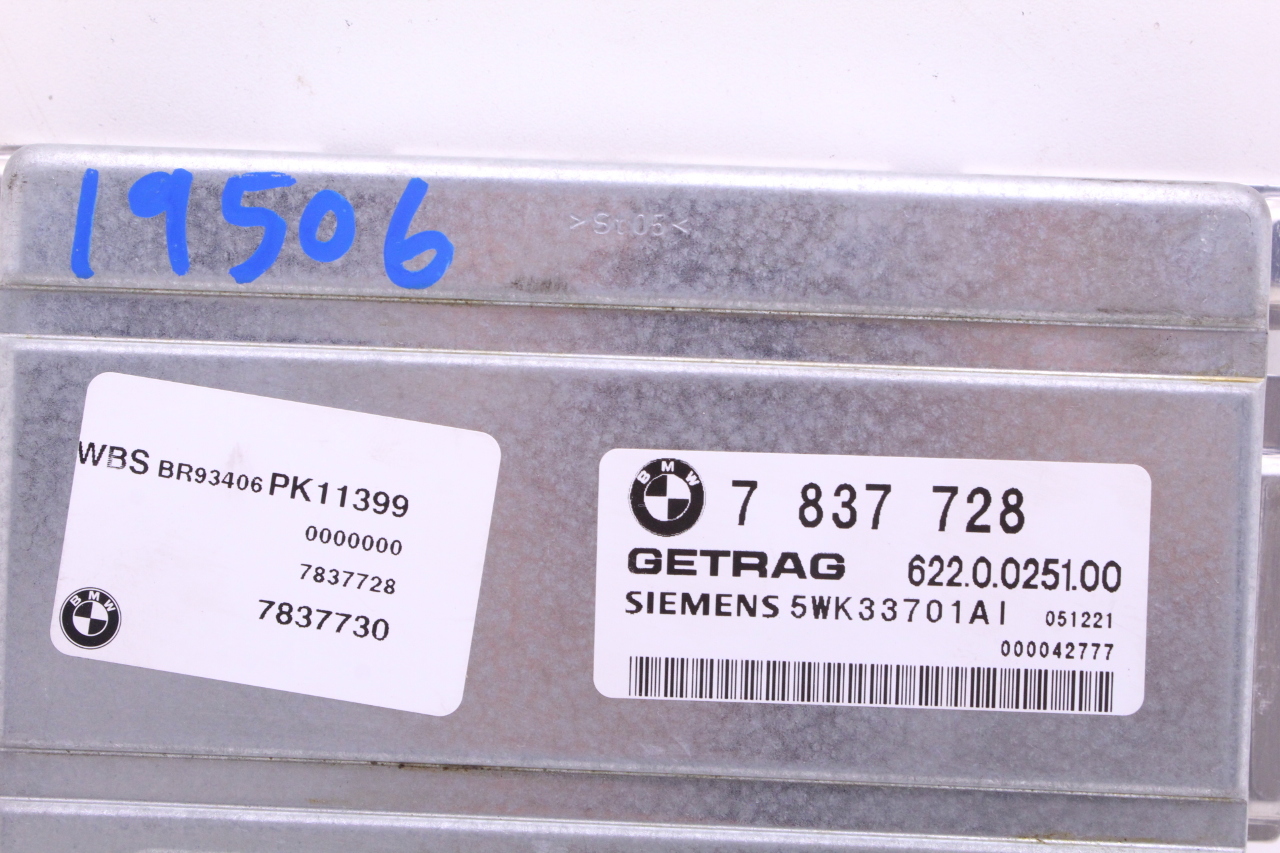 19506
>St05<
WBS BR93406 PK11399
0000000
7837728
7837730
BMW
BMW 7 837 728
GETRAG 622.0.0251.00
SIEMENS 5WK33701AI 051221
000042777